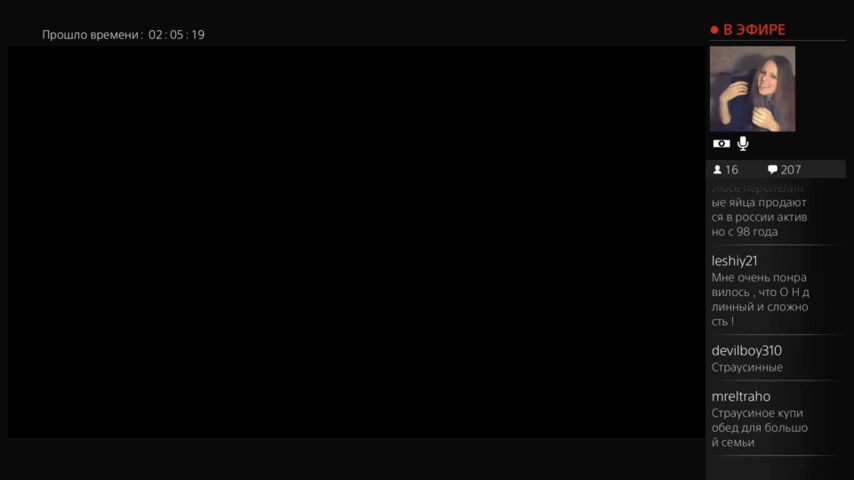 Прошло времени: 02:05:19
В ЭФИРЕ
16 207
ые яйца продают
ся в россии актив
но с 98 года
leshiy21
Мне очень понра
вилось , что О Н д
линный и сложно
сть !
devilboy310
Страусинные
mreltraho
Страусиное купи
обед для большо
й семьи